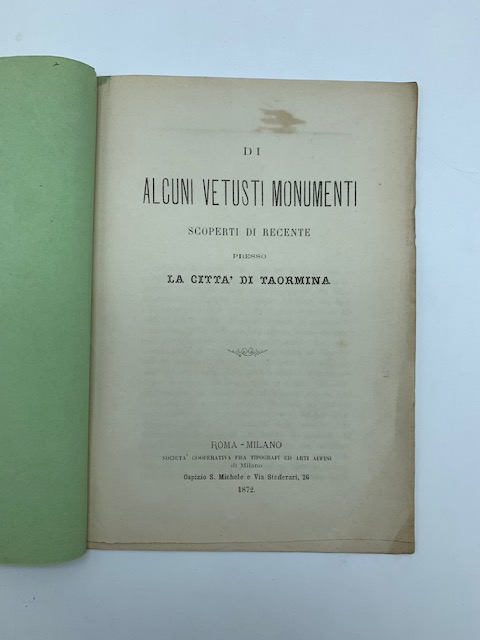 DI
ALCUNI VETUSTI MONUMENTI
SCOPERTI DI RECENTE
PRESSO
LA CITTA' DI TAORMINA
ROMA - MILANO
SOCIETA' COOPERATIVA FRA TIPOGRAFI ED ARTI AFFINI
di Milano
Ospizio S. Michele e Via Stoderari, 26
1872.